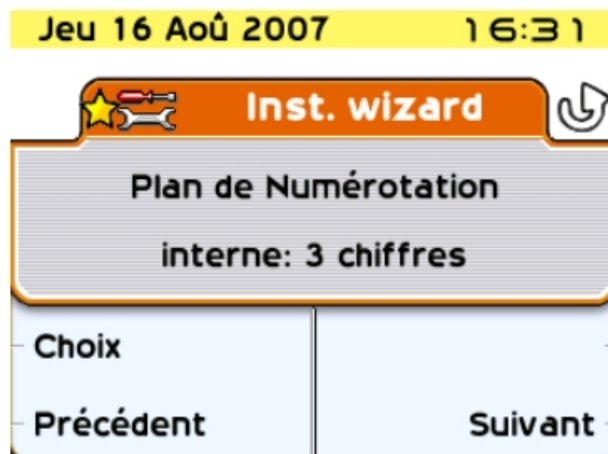 Jeu 16 Aoû 2007 16:31
Inst. wizard
Plan de Numérotation
interne: 3 chiffres
Choix
Précédent Suivant